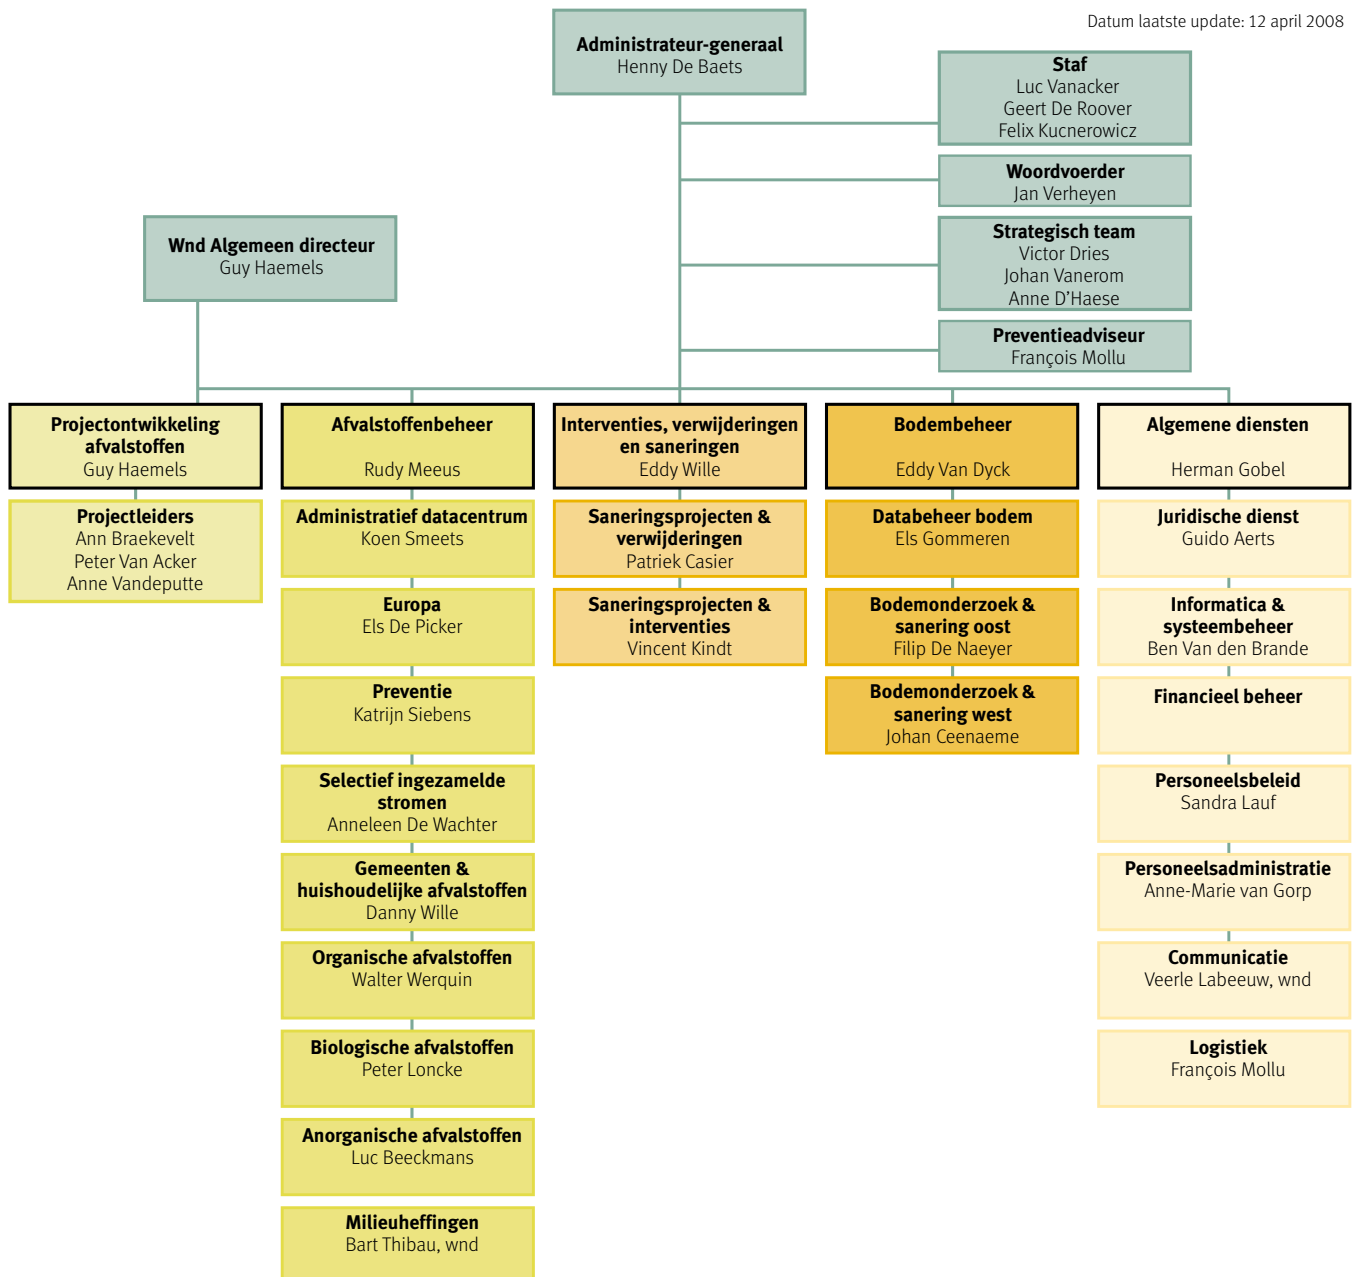 Datum laatste update: 12 april 2008
Administrateur-generaal
Henny De Baets
Staf
Luc Vanacker
Geert De Roover
Felix Kucnerowicz
Woordvoerder
Jan Verheyen
Wnd Algemeen directeur
Guy Haemels
Strategisch team
Victor Dries
Johan Vanerom
Anne D'Haese
Preventieadviseur
François Mollu
Projectontwikkeling
afvalstoffen
Guy Haemels
Projectleiders
Ann Braekevelt
Peter Van Acker
Anne Vandeputte
Afvalstoffenbeheer
Rudy Meeus
Administratief datacentrum
Koen Smeets
Europa
Els De Picker
Preventie
Katrijn Siebens
Selectief ingezamelde
stromen
Anneleen De Wachter
Gemeenten &
huishoudelijke afvalstoffen
Danny Wille
Organische afvalstoffen
Walter Werquin
Biologische afvalstoffen
Peter Loncke
Anorganische afvalstoffen
Luc Beeckmans
Milieuheffingen
Bart Thibau, wnd
Interventies, verwijderingen
en saneringen
Eddy Wille
Saneringsprojecten &
verwijderingen
Patriek Casier
Saneringsprojecten &
interventies
Vincent Kindt
Bodembeheer
Eddy Van Dyck
Databeheer bodem
Els Gommeren
Bodemonderzoek &
sanering oost
Filip De Naeyer
Bodemonderzoek &
sanering west
Johan Ceenaeme
Algemene diensten
Herman Gobel
Juridische dienst
Guido Aerts
Informatica &
systeembeheer
Ben Van den Brande
Financieel beheer
Personeelsbeleid
Sandra Lauf
Personeelsadministratie
Anne-Marie van Gorp
Communicatie
Veerle Labeeuw, wnd
Logistiek
François Mollu